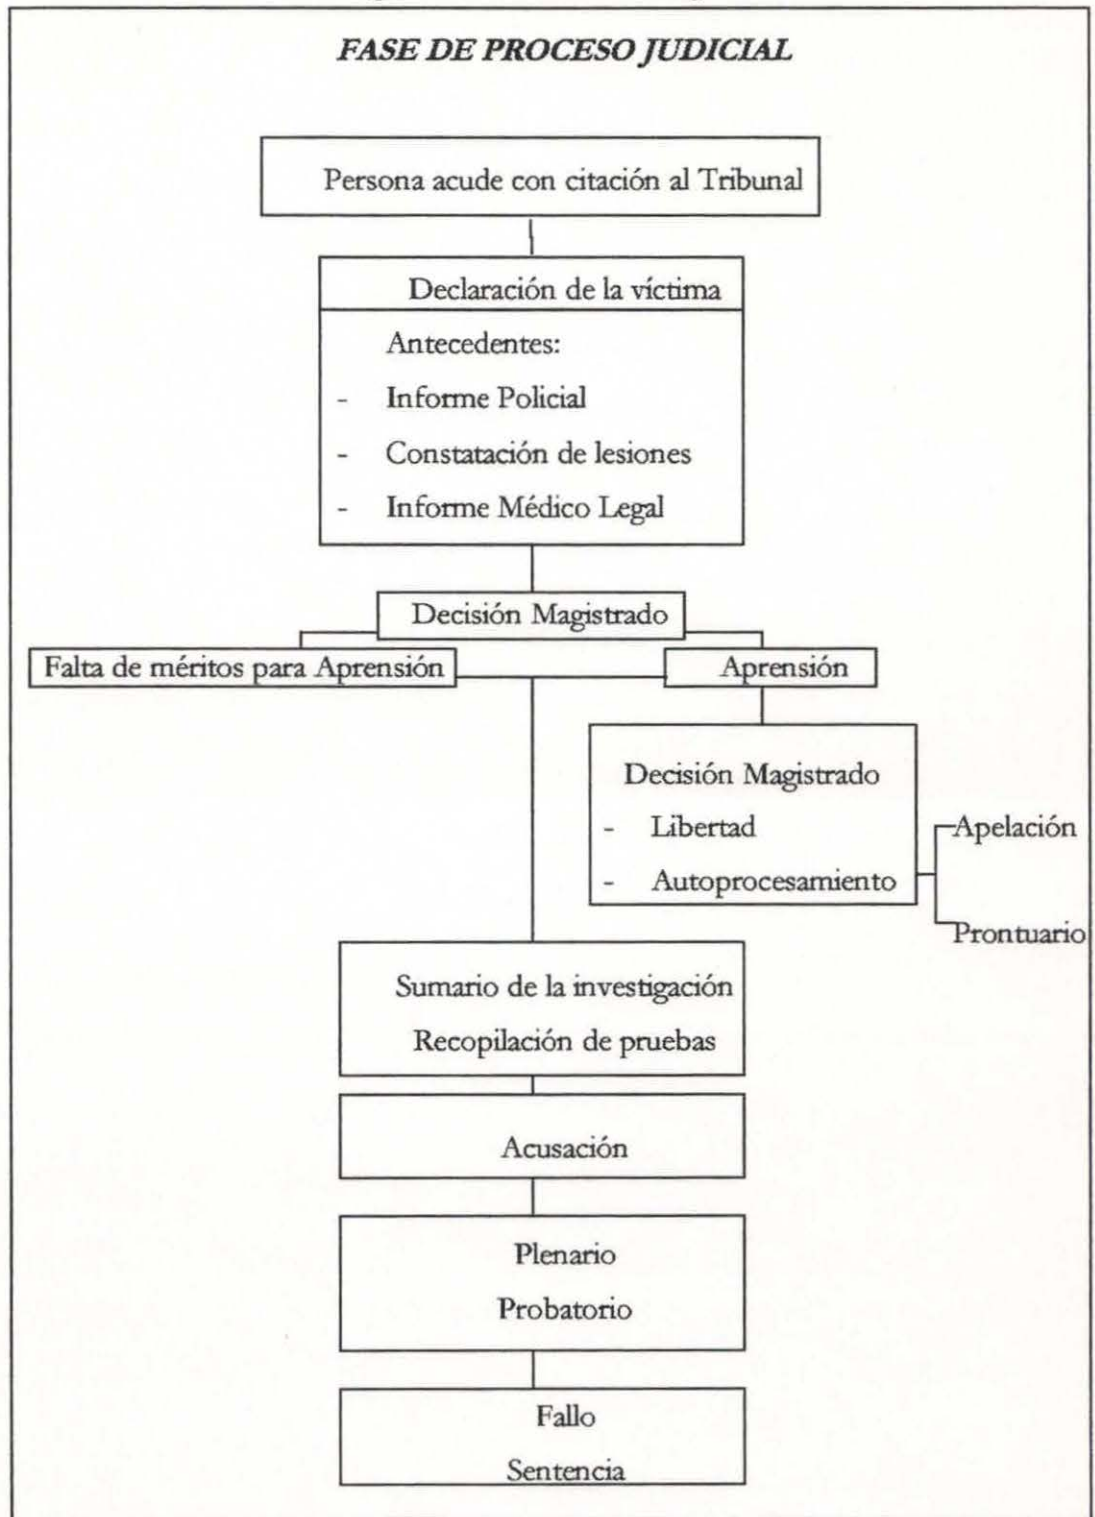 FASE DE PROCESO JUDICIAL
Persona acude con citación al Tribunal
Declaración de la víctima
Antecedentes:
- Informe Policial
- Constatación de lesiones
- Informe Médico Legal
Decisión Magistrado
Falta de méritos para Aprensión
Aprensión
Decisión Magistrado
- Libertad
- Autoprocesamiento
Apelación
Prontuario
Sumario de la investigación
Recopilación de pruebas
Acusación
Plenario
Probatorio
Fallo
Sentencia